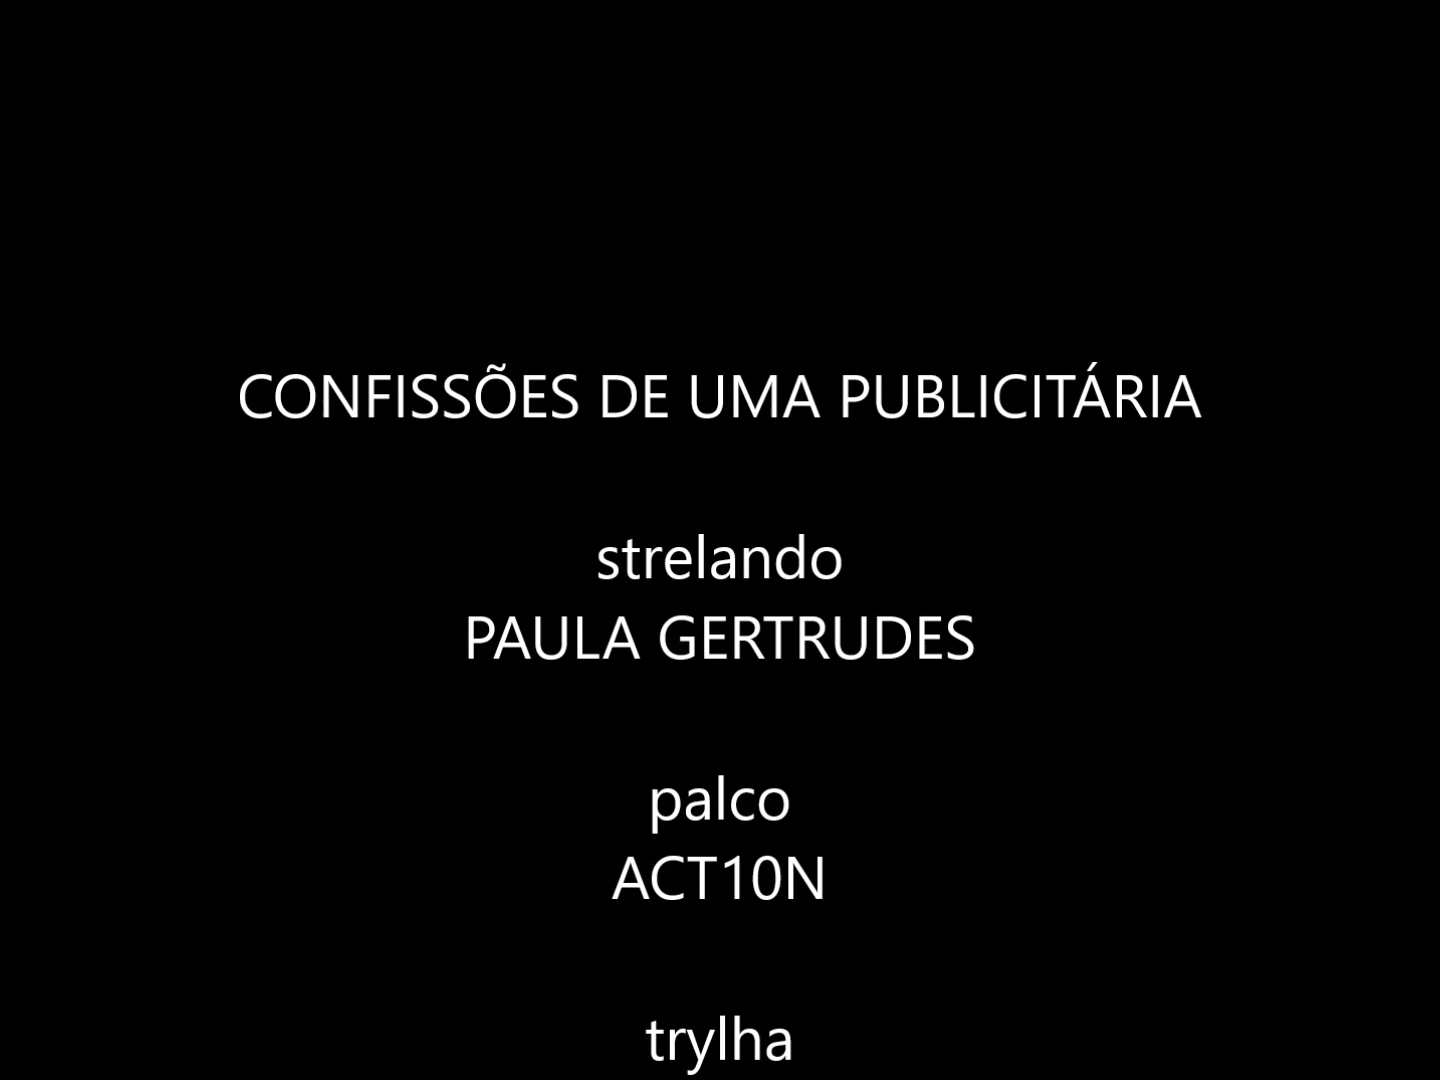 CONFISSÕES DE UMA PUBLICITÁRIA
strelando
PAULA GERTRUDES
palco
ACT10N
trylha